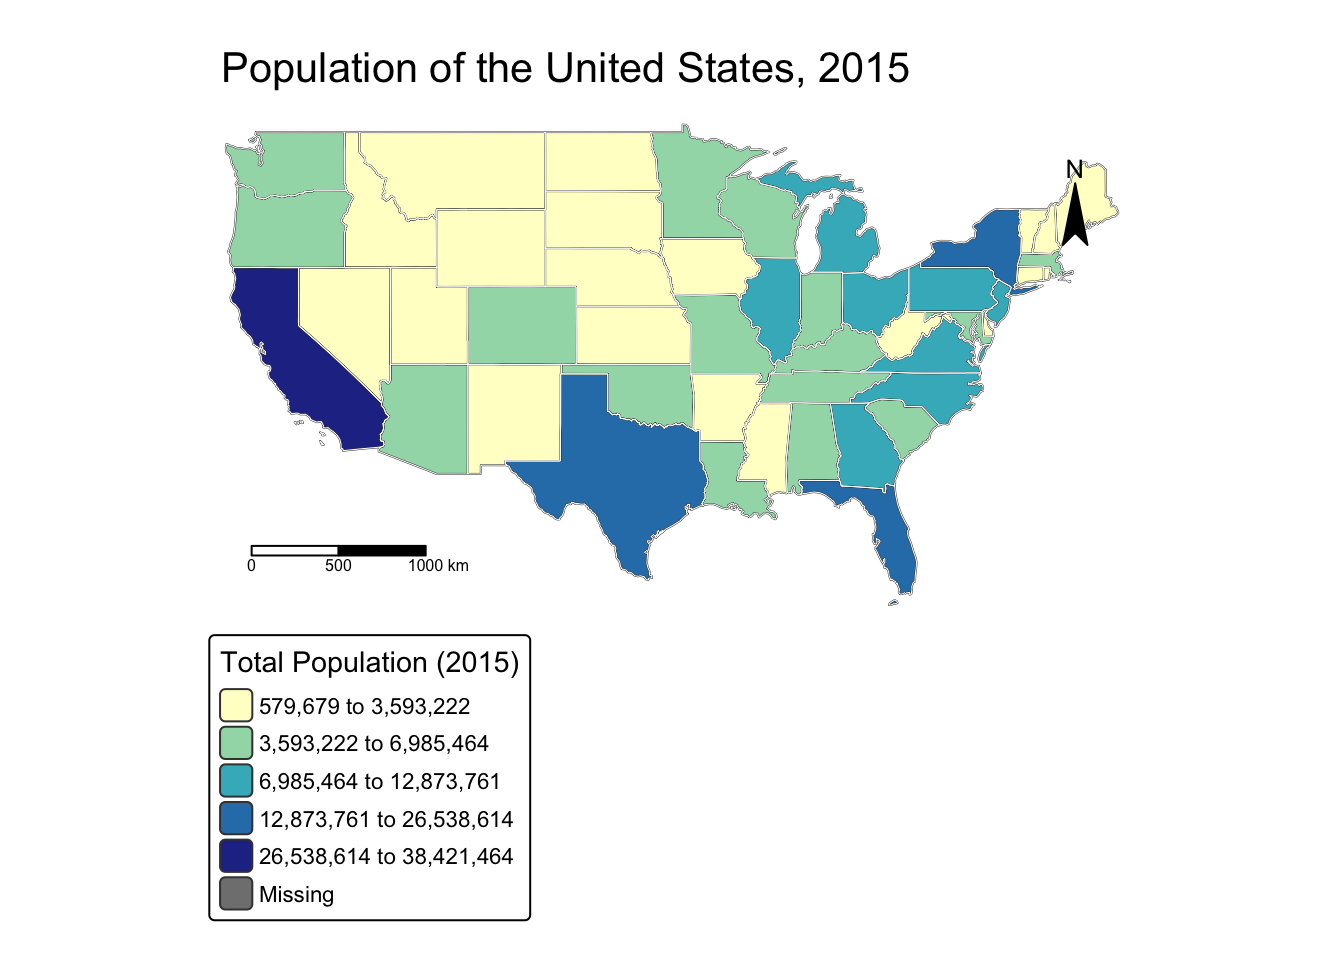 Population of the United States, 2015
N
0 500 1000 km
Total Population (2015)
579,679 to 3,593,222
3,593,222 to 6,985,464
6,985,464 to 12,873,761
12,873,761 to 26,538,614
26,538,614 to 38,421,464
Missing